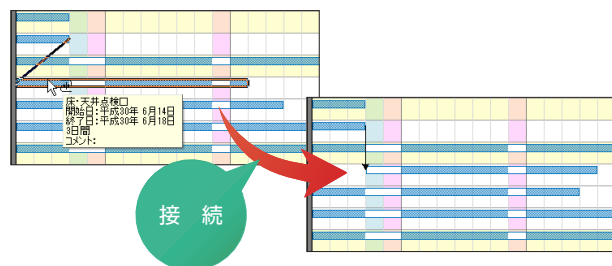 床・天井点検口
開始日:平成30年 6月14日
終了日:平成30年 6月18日
3日間
コメント:
接 続